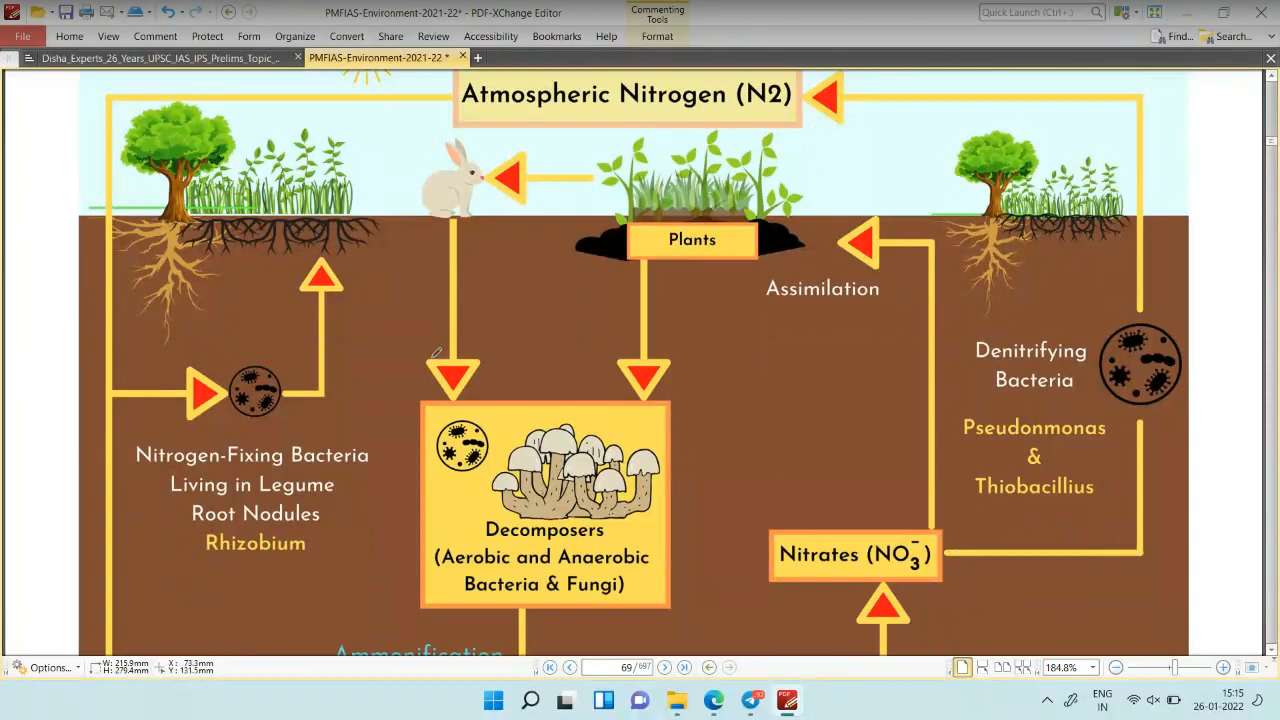 PMFIAS-Environment-2021-22* - PDF-XChange Editor
Commenting Tools
Quick Launch (Ctrl+.)
File Home View Comment Protect Form Organize Convert Share Review Accessibility Bookmarks Help Format Find... Search...
Disha_Experts_26_Years_UPSC_IAS_IPS_Prelims_Topic_.. PMFIAS-Environment-2021-22 *
Atmospheric Nitrogen (N2)
Plants
Assimilation
Denitrifying
Bacteria
Pseudonmonas
&
Thiobacillius
Nitrogen-Fixing Bacteria
Living in Legume
Root Nodules
Rhizobium
Decomposers
(Aerobic and Anaerobic
Bacteria & Fungi)
Nitrates (NO₃⁻)
Ammonification
Options... W: 215.9mm X: 73.3mm 69 / 697 184.8%
H: 279.4mm Y: 131.5mm
92
PDF
ENG 15:15
IN 26-01-2022